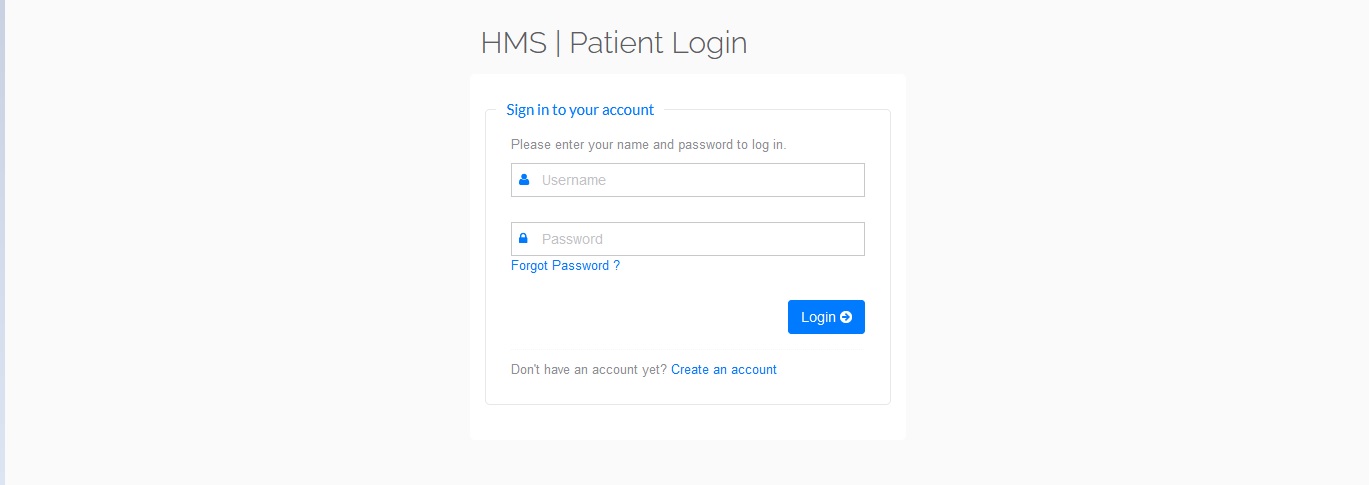 HMS | Patient Login
Sign in to your account
Please enter your name and password to log in.
Username
Password
Forgot Password ?
Login
Don't have an account yet? Create an account